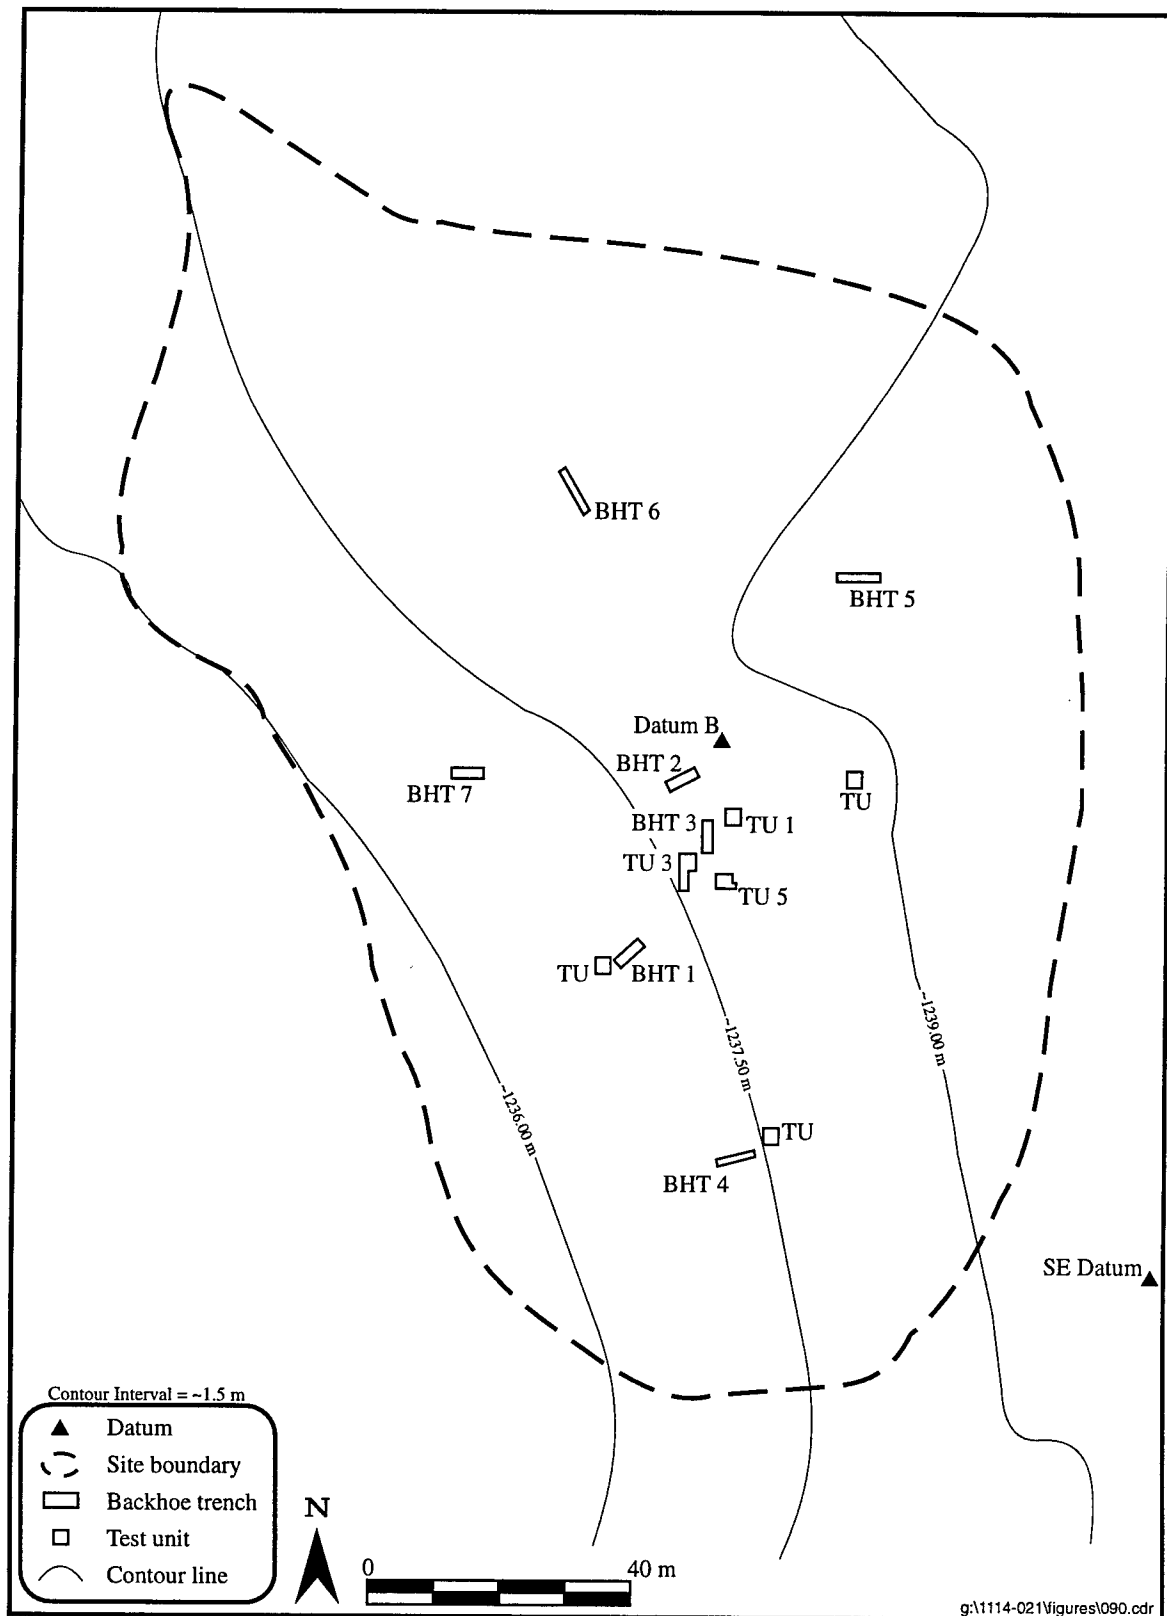 BHT 6
BHT 5
Datum B
BHT 2
BHT 7
TU
BHT 3
TU 1
TU 3
TU 5
TU
BHT 1
~1239.00 m
~1237.50 m
~1236.00 m
TU
BHT 4
SE Datum
Contour Interval = ~1.5 m
Datum
Site boundary
Backhoe trench
Test unit
Contour line
N
0
40 m
g:\1114-021\figures\090.cdr